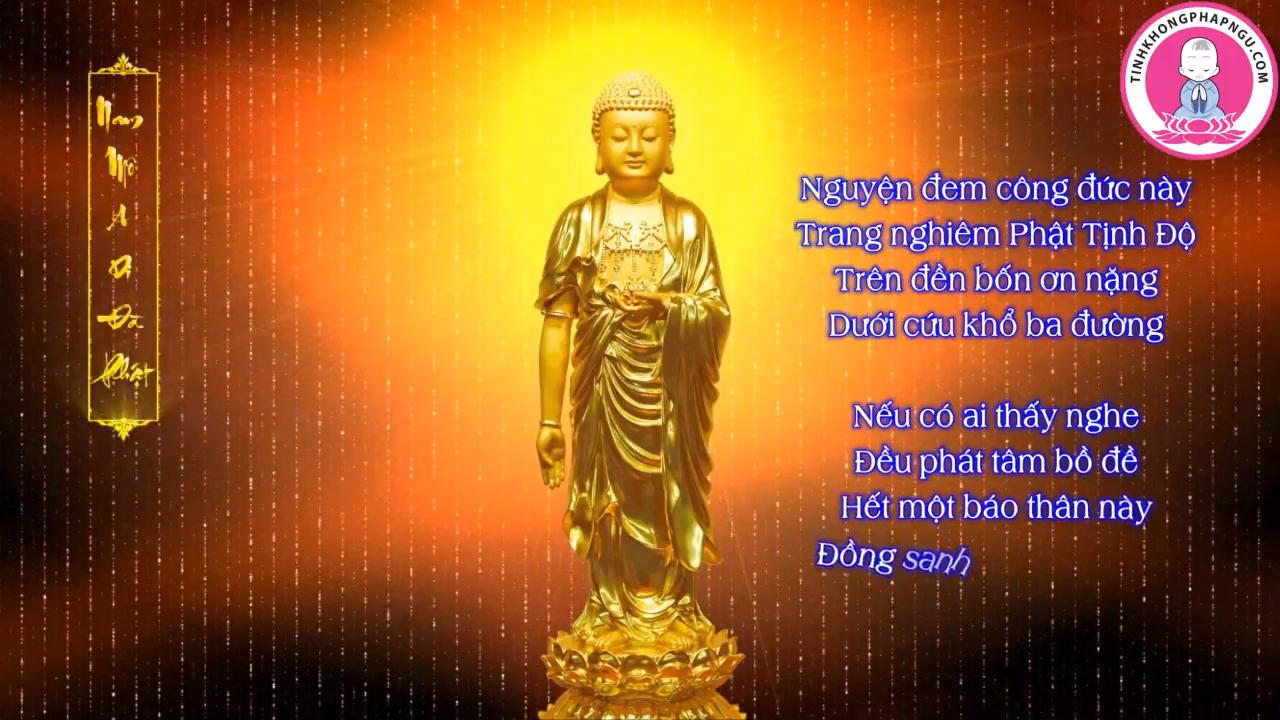 Nam
Mô
A
Di
Đà
Phật
TINHKHONGPHAPNGU.COM
Nguyện đem công đức này
Trang nghiêm Phật Tịnh Độ
Trên đền bốn ơn nặng
Dưới cứu khổ ba đường
Nếu có ai thấy nghe
Đều phát tâm bồ đề
Hết một báo thân này
Đồng sanh